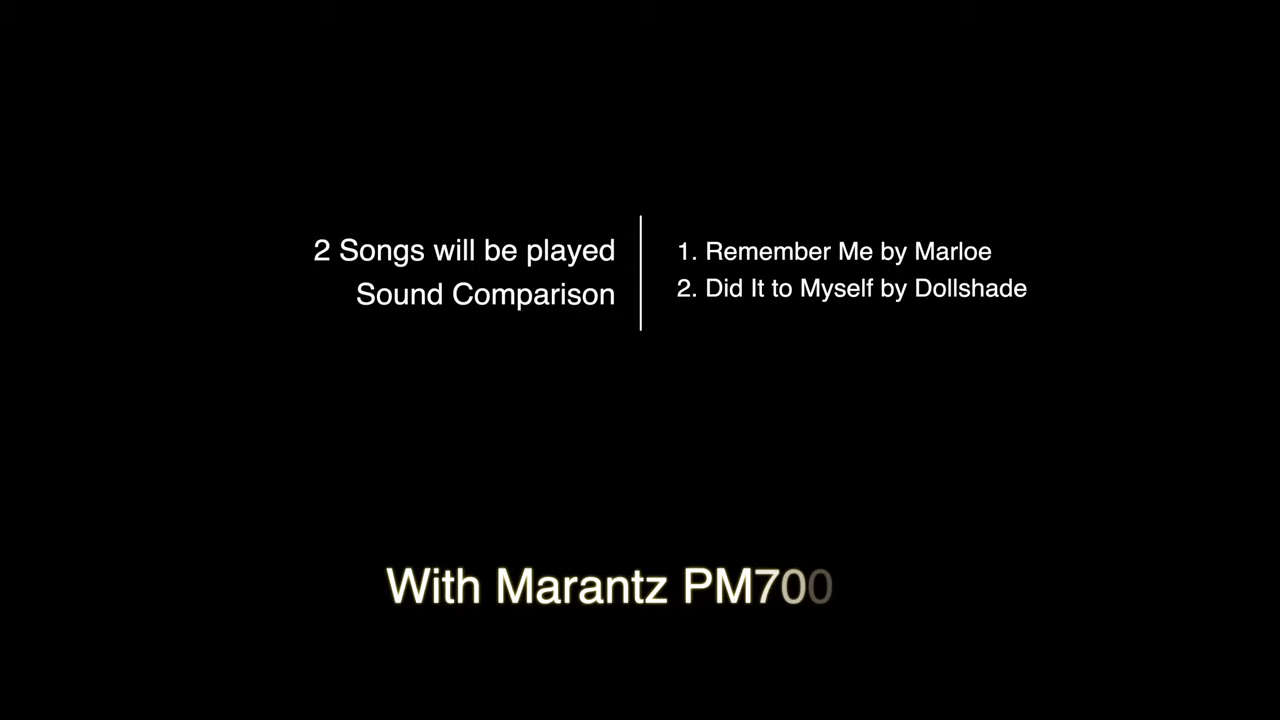 2 Songs will be played
Sound Comparison
1. Remember Me by Marloe
2. Did It to Myself by Dollshade
With Marantz PM700